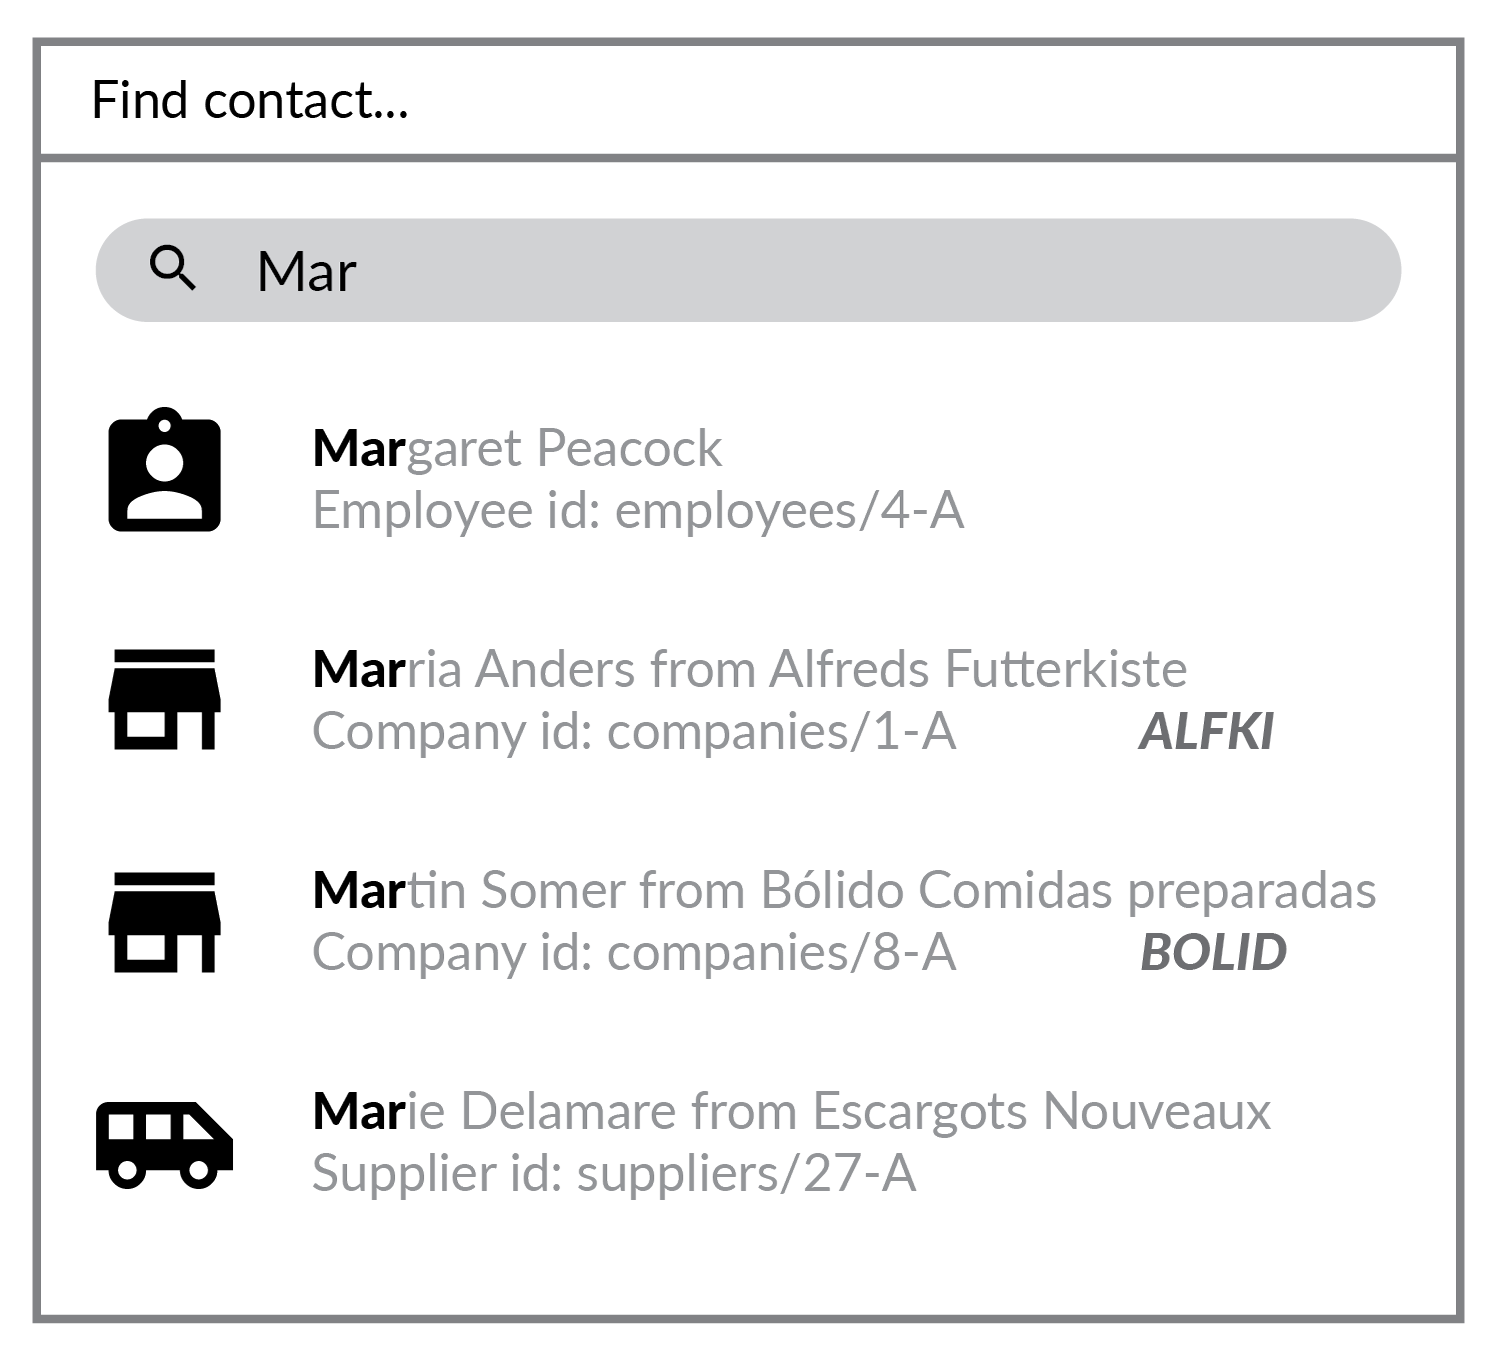 Find contact...
Mar
Margaret Peacock
Employee id: employees/4-A
Marria Anders from Alfreds Futterkiste
Company id: companies/1-A ALFKI
Martin Somer from Bólido Comidas preparadas
Company id: companies/8-A BOLID
Marie Delamare from Escargots Nouveaux
Supplier id: suppliers/27-A